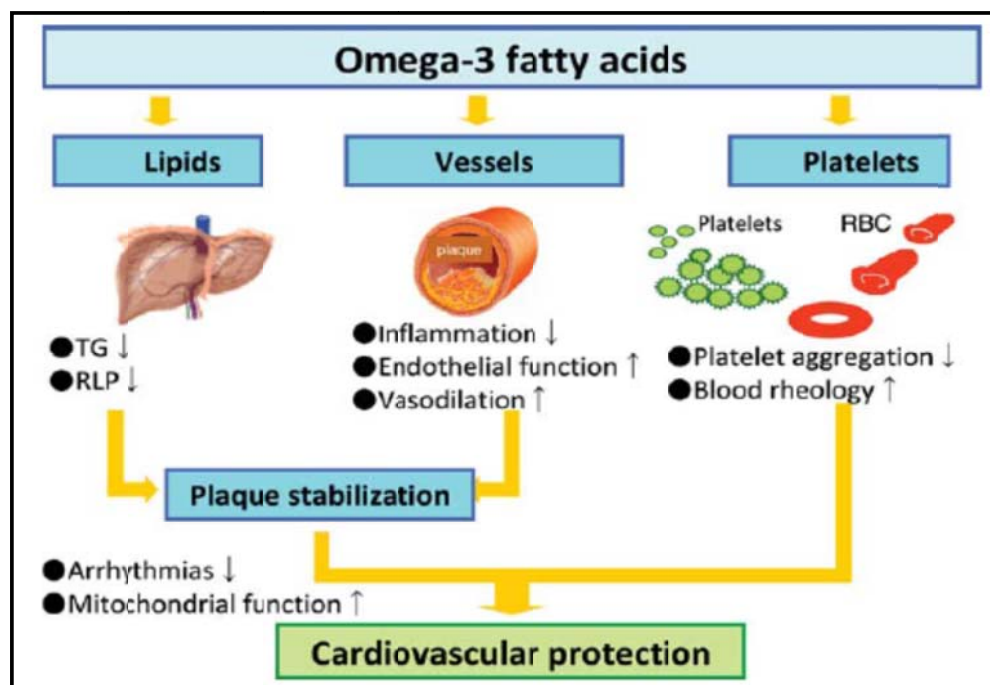 Omega-3 fatty acids
Lipids
Vessels
Platelets
plaque
Platelets
RBC
●TG ↓
●RLP ↓
●Inflammation ↓
●Endothelial function ↑
●Vasodilation ↑
●Platelet aggregation ↓
●Blood rheology ↑
Plaque stabilization
●Arrhythmias ↓
●Mitochondrial function ↑
Cardiovascular protection